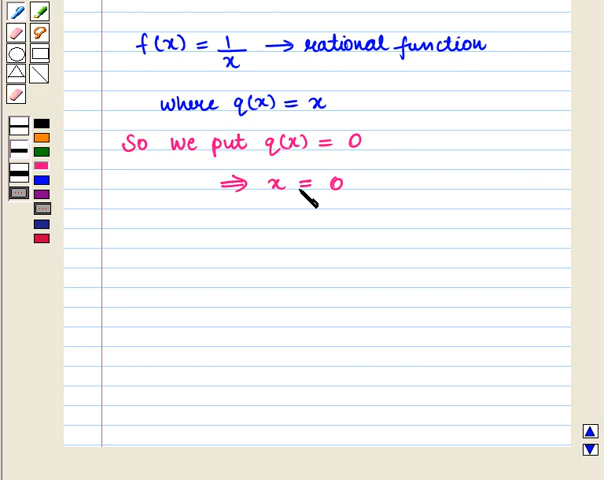 f(x) = 1/x → rational function
where q(x) = x
So we put q(x) = 0
⇒ x = 0